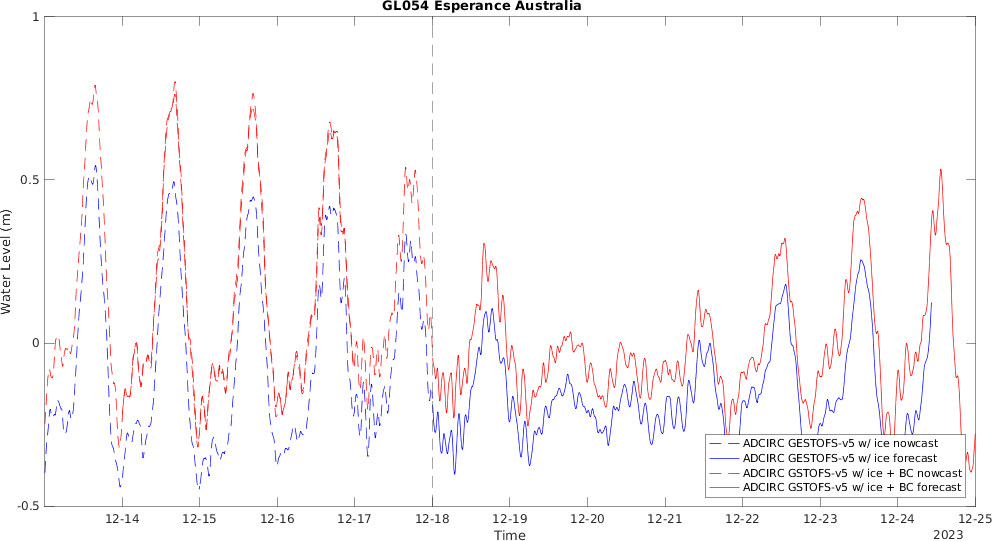 GL054 Esperance Australia
1
0.5
0
-0.5
Water Level (m)
12-14 12-15 12-16 12-17 12-18 12-19 12-20 12-21 12-22 12-23 12-24 12-25
Time
2023
ADCIRC GESTOFS-v5 w/ ice nowcast
ADCIRC GESTOFS-v5 w/ ice forecast
ADCIRC GSTOFS-v5 w/ ice + BC nowcast
ADCIRC GSTOFS-v5 w/ ice + BC forecast